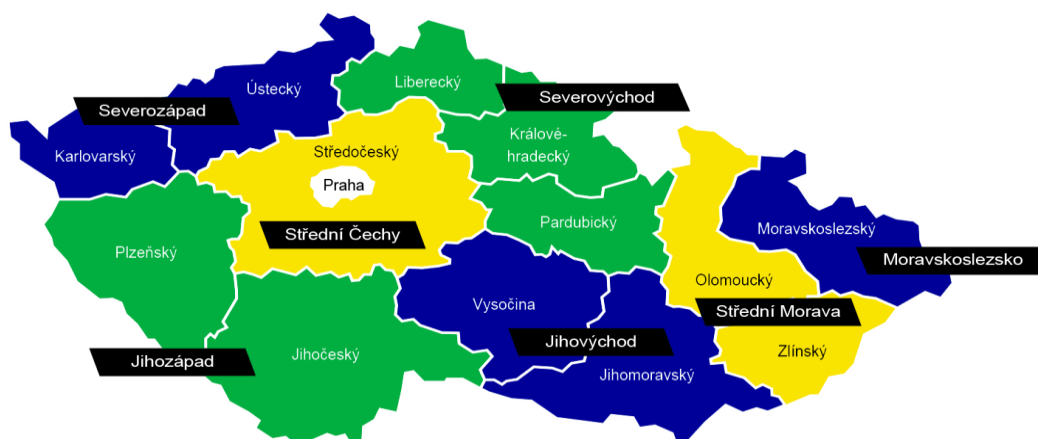 Ústecký
Liberecký
Severovýchod
Severozápad
Karlovarský
Středočeský
Králové-
hradecký
Praha
Pardubický
Střední Čechy
Plzeňský
Moravskoslezský
Moravskoslezsko
Olomoucký
Vysočina
Střední Morava
Jihovýchod
Jihočeský
Jihozápad
Zlínský
Jihomoravský